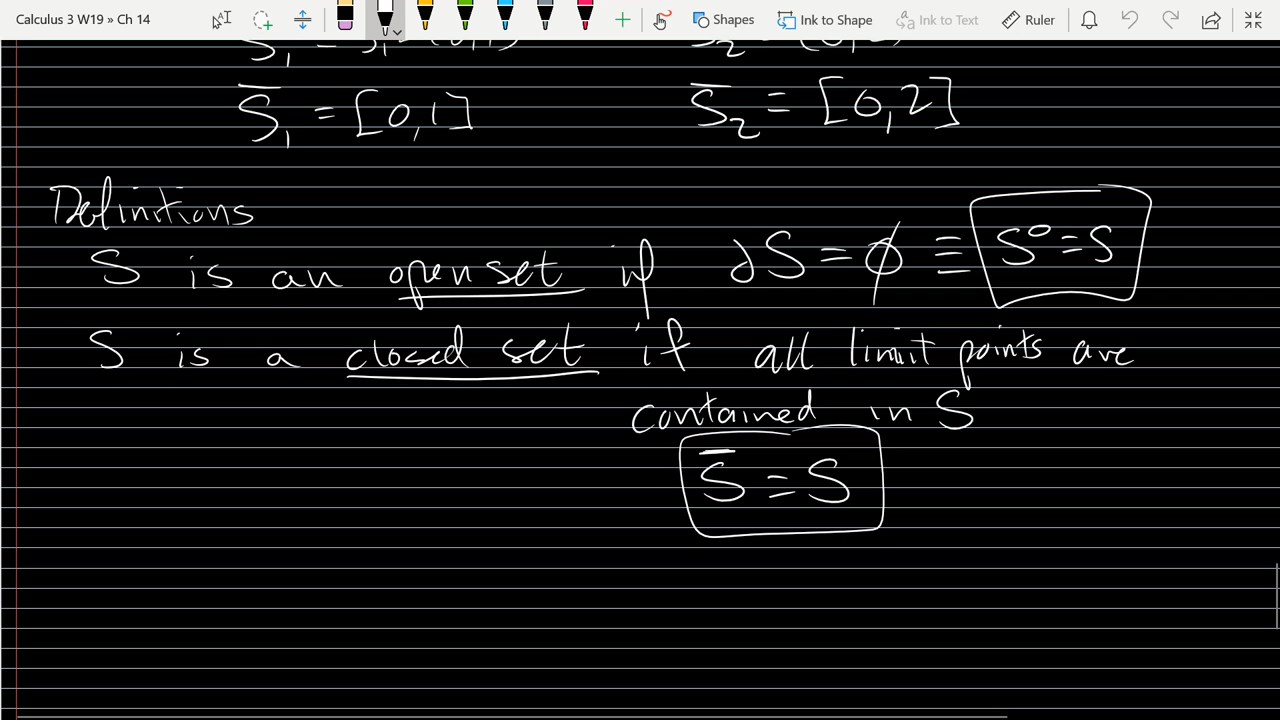 Calculus 3 W19 » Ch 14
Shapes
Ink to Shape
Ink to Text
Ruler
S̅₁ = [0,1] S̅₂ = [0,2]
Definitions
S is an open set if ∂S = ∅ ≡ S° = S
S is a closed set if all limit points are
contained in S
S̅ = S